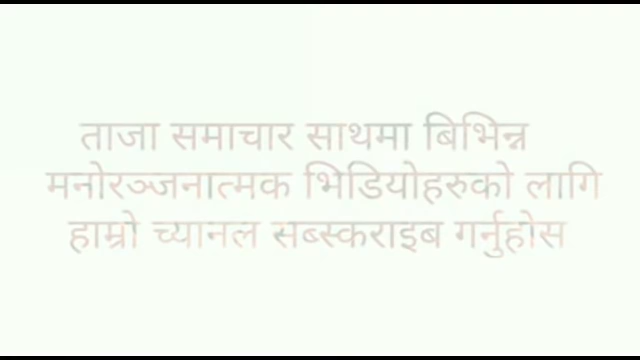 ताजा समाचार साथमा बिभिन्न
मनोरञ्जनात्मक भिडियोहरुको लागि
हाम्रो च्यानल सब्स्कराइब गर्नुहोस